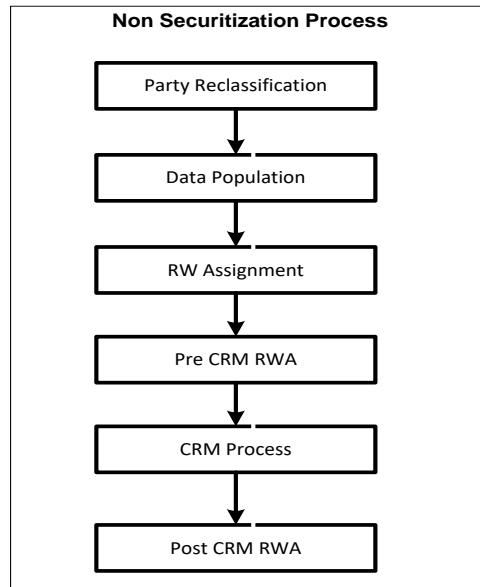 Non Securitization Process
Party Reclassification
Data Population
RW Assignment
Pre CRM RWA
CRM Process
Post CRM RWA